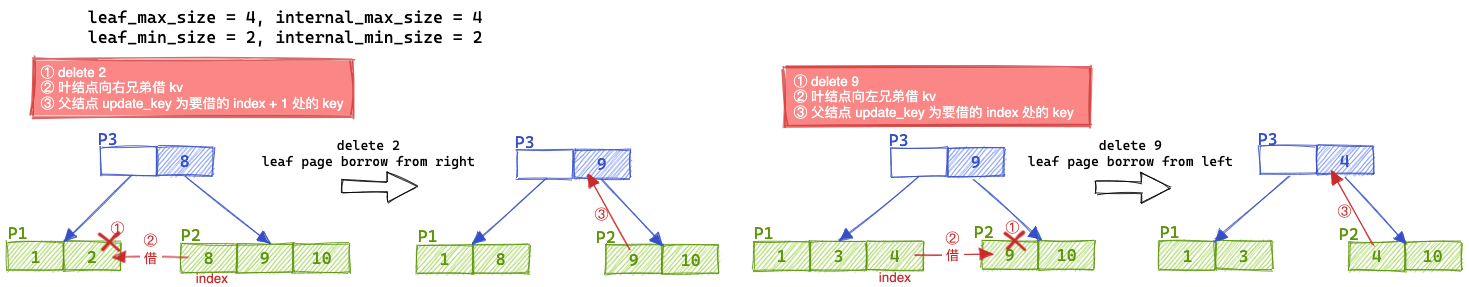 leaf_max_size = 4, internal_max_size = 4
leaf_min_size = 2, internal_min_size = 2
① delete 2
② 叶结点向右兄弟借 kv
③ 父结点 update_key 为要借的 index + 1 处的 key
P3
8
P1
1 2
①
②
借
P2
8 9 10
index
delete 2
leaf page borrow from right
P3
9
③
P1
1 8
P2
9 10
① delete 9
② 叶结点向左兄弟借 kv
③ 父结点 update_key 为要借的 index 处的 key
P3
9
P1
1 3 4
index
②
借
P2
①
9 10
delete 9
leaf page borrow from left
P3
4
③
P1
1 3
P2
4 10